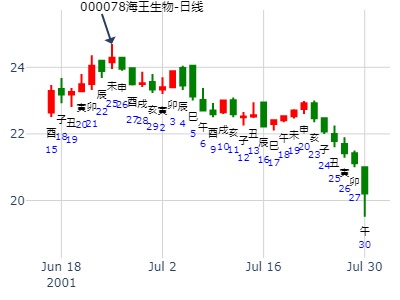 000078海王生物-日线
24
22
20
酉 子 丑 寅 卯 辰 未 申 酉 戌 亥 寅 卯 辰 巳 午 酉 戌 亥 子 丑 辰 巳 午 未 申 亥 子 丑 寅 卯 午
15 18 19 20 21 22 25 26 27 28 29 2 3 4 5 6 9 10 11 12 13 16 17 18 19 20 23 24 25 26 27 30
Jun 18 Jul 2 Jul 16 Jul 30
2001